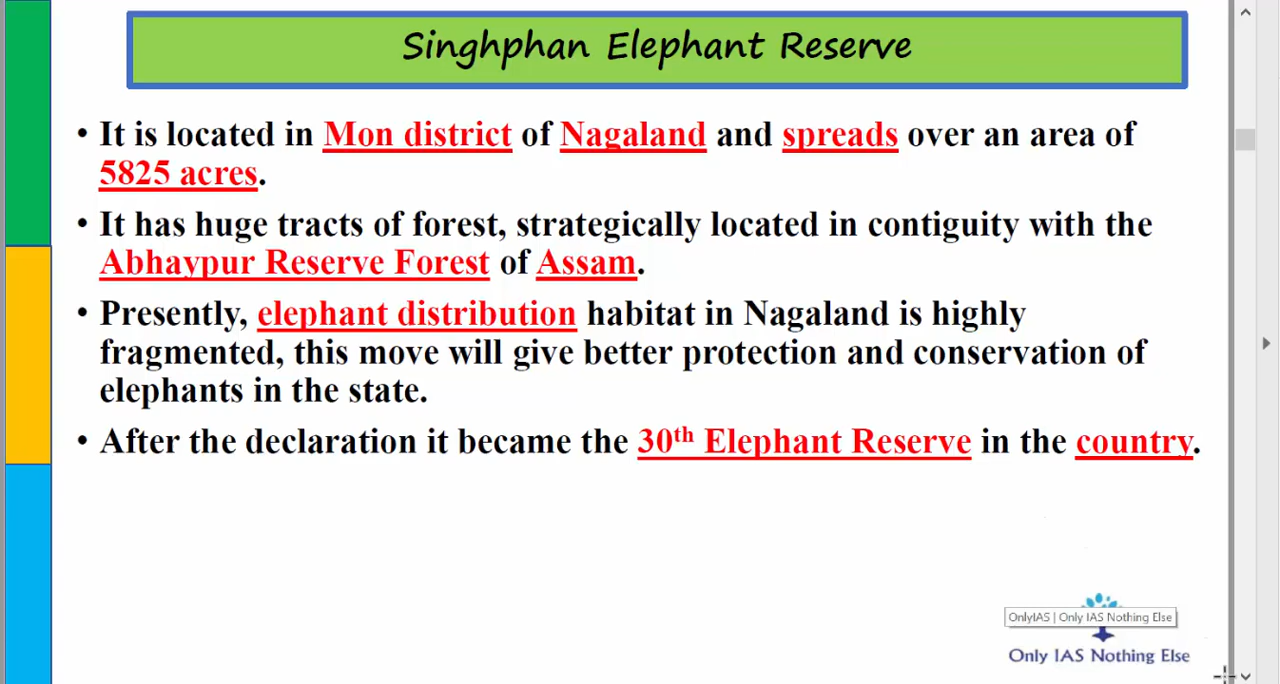 Singhphan Elephant Reserve
• It is located in Mon district of Nagaland and spreads over an area of
5825 acres.
• It has huge tracts of forest, strategically located in contiguity with the
Abhaypur Reserve Forest of Assam.
• Presently, elephant distribution habitat in Nagaland is highly
fragmented, this move will give better protection and conservation of
elephants in the state.
• After the declaration it became the 30th Elephant Reserve in the country.
OnlyIAS | Only IAS Nothing Else
Only IAS Nothing Else